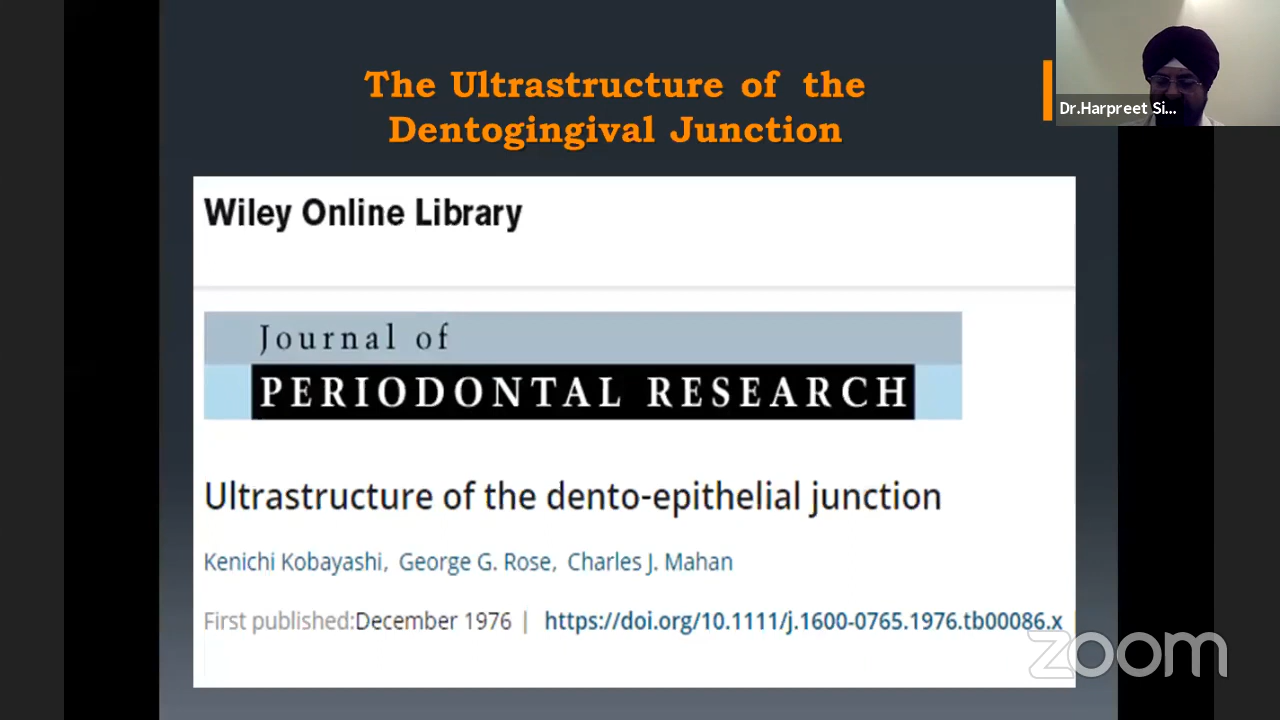 The Ultrastructure of the
Dentogingival Junction
Dr.Harpreet Si...
Wiley Online Library
Journal of
PERIODONTAL RESEARCH
Ultrastructure of the dento-epithelial junction
Kenichi Kobayashi, George G. Rose, Charles J. Mahan
First published:December 1976 | https://doi.org/10.1111/j.1600-0765.1976.tb00086.x
zoom